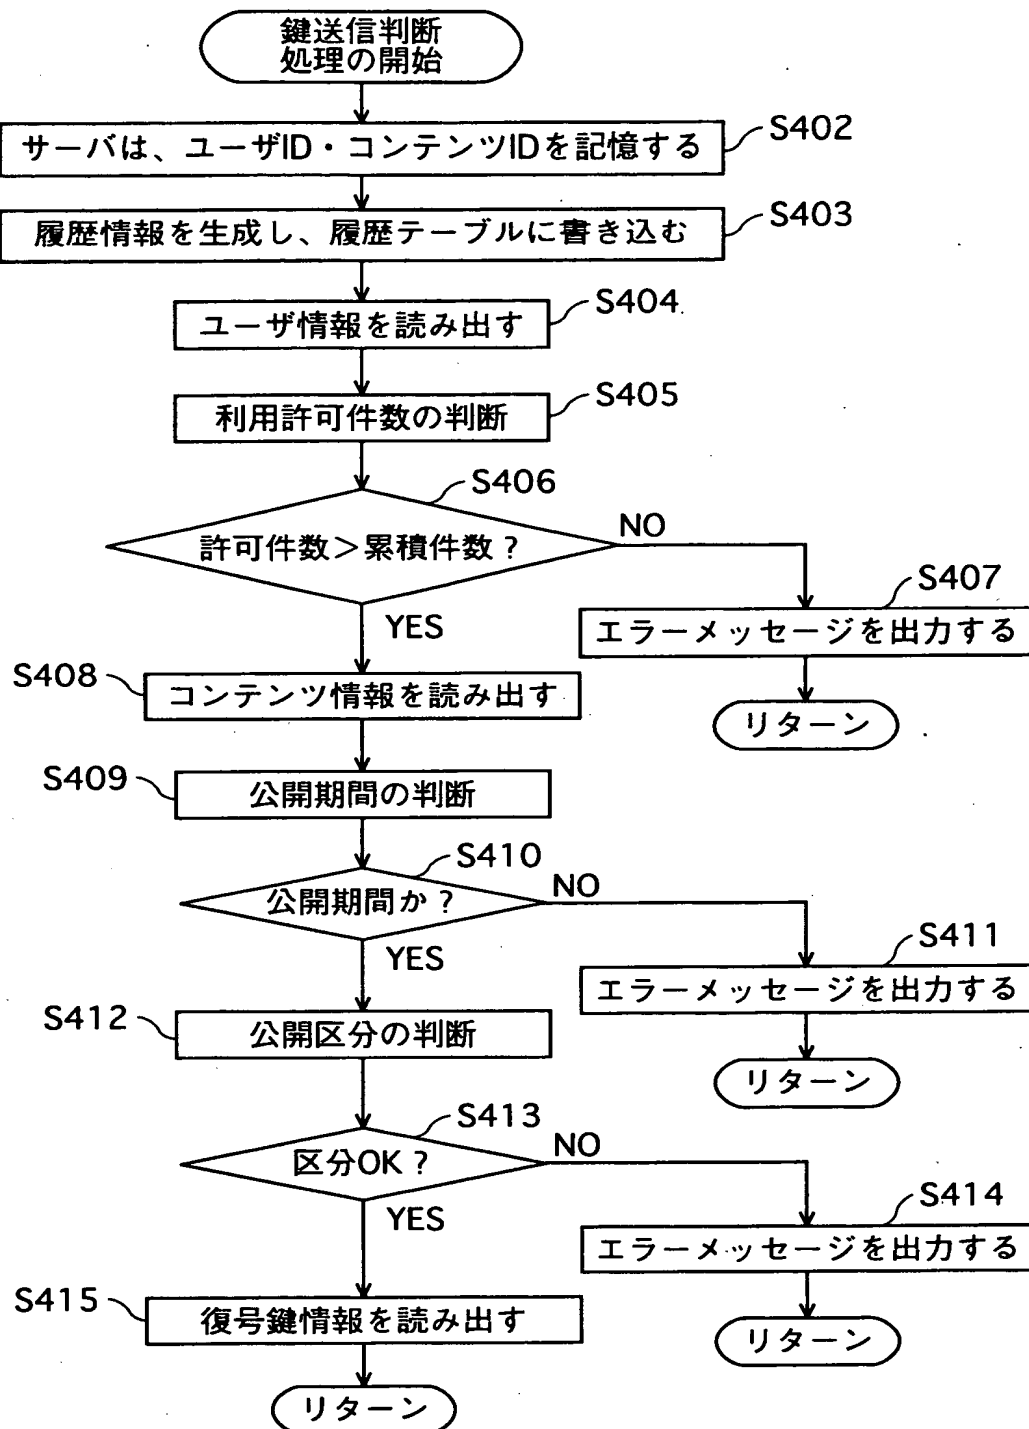 鍵送信判断
処理の開始
S402
サーバは、ユーザID・コンテンツIDを記憶する
S403
履歴情報を生成し、履歴テーブルに書き込む
S404
ユーザ情報を読み出す
S405
利用許可件数の判断
S406
許可件数＞累積件数？
NO
YES
S407
エラーメッセージを出力する
リターン
S408
コンテンツ情報を読み出す
S409
公開期間の判断
S410
公開期間か？
NO
YES
S411
エラーメッセージを出力する
リターン
S412
公開区分の判断
S413
区分OK？
NO
YES
S414
エラーメッセージを出力する
リターン
S415
復号鍵情報を読み出す
リターン